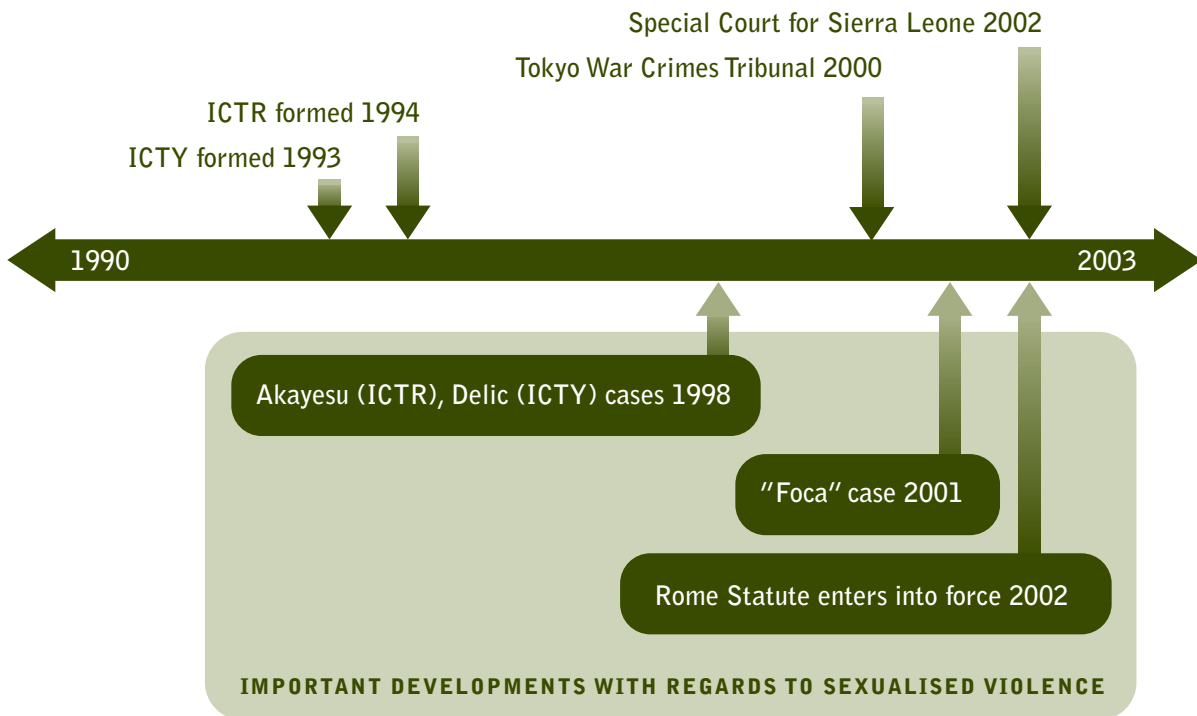 Special Court for Sierra Leone 2002
Tokyo War Crimes Tribunal 2000
ICTR formed 1994
ICTY formed 1993
1990
2003
Akayesu (ICTR), Delic (ICTY) cases 1998
"Foca" case 2001
Rome Statute enters into force 2002
IMPORTANT DEVELOPMENTS WITH REGARDS TO SEXUALISED VIOLENCE